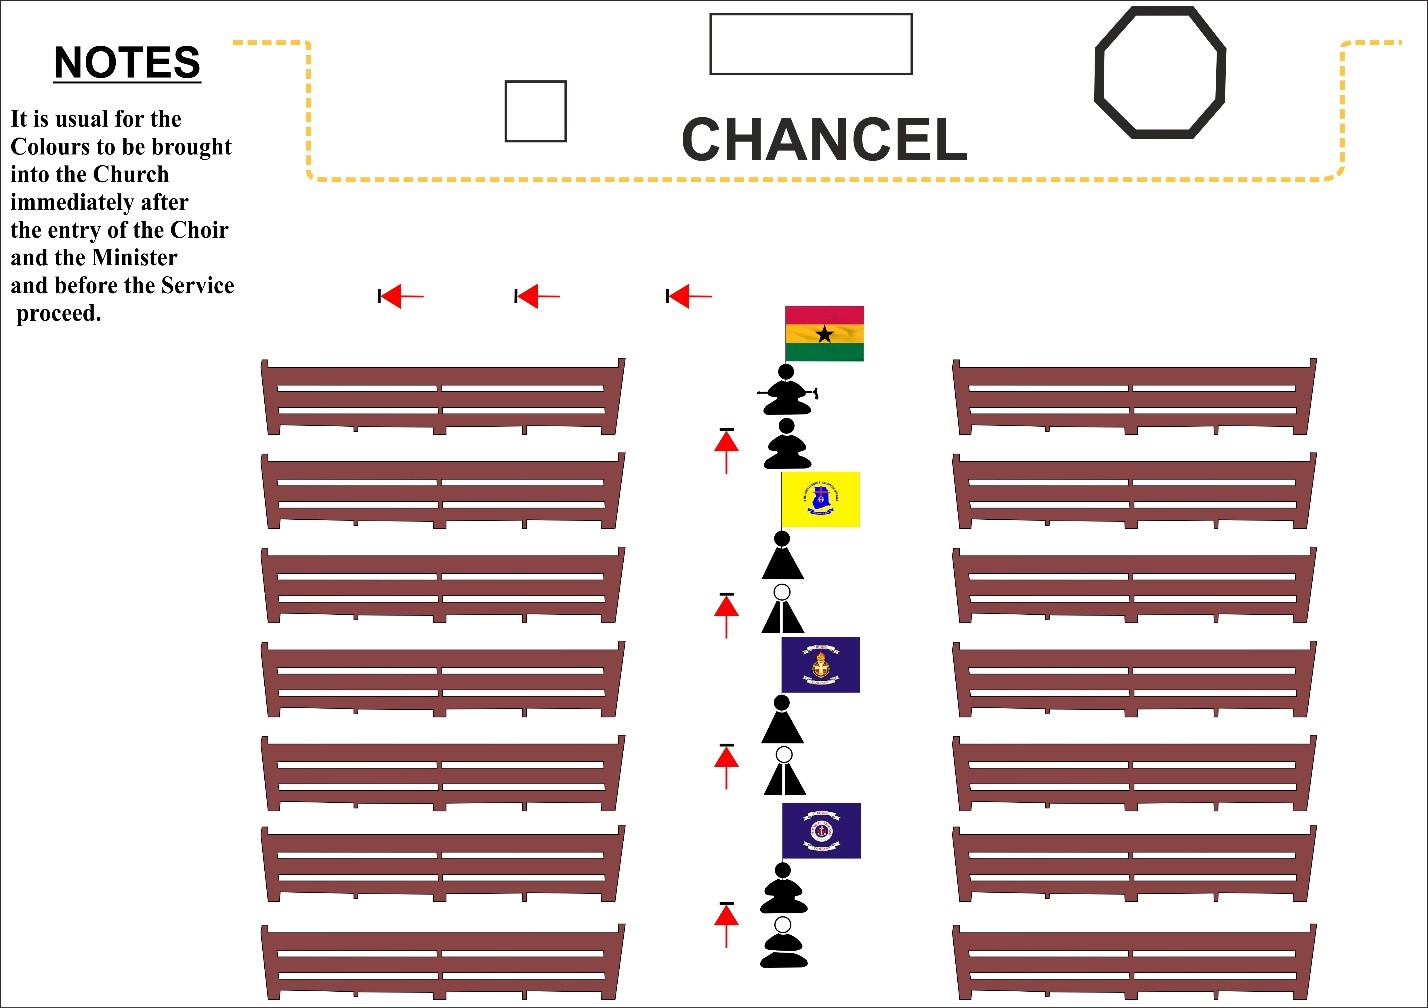 NOTES
It is usual for the
Colours to be brought
into the Church
immediately after
the entry of the Choir
and the Minister
and before the Service
proceed.
CHANCEL